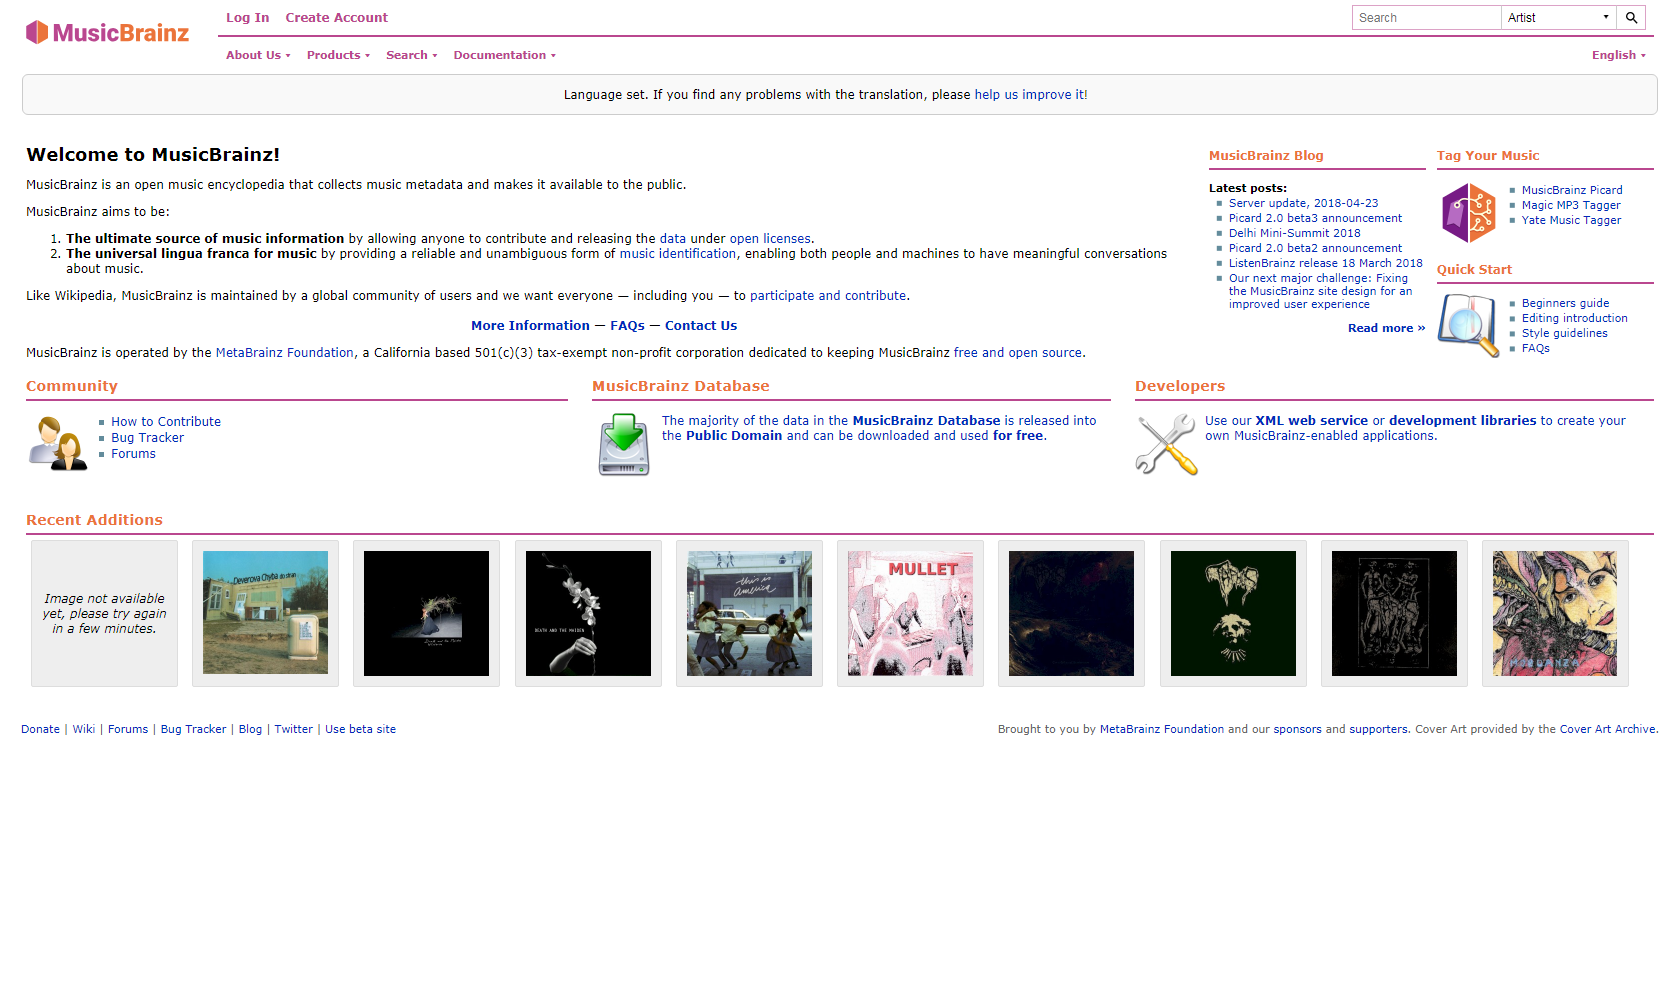 MusicBrainz
Log In Create Account
Search Artist
About Us Products Search Documentation English
Language set. If you find any problems with the translation, please help us improve it!
Welcome to MusicBrainz!
MusicBrainz is an open music encyclopedia that collects music metadata and makes it available to the public.
MusicBrainz aims to be:
1. The ultimate source of music information by allowing anyone to contribute and releasing the data under open licenses.
2. The universal lingua franca for music by providing a reliable and unambiguous form of music identification, enabling both people and machines to have meaningful conversations
about music.
Like Wikipedia, MusicBrainz is maintained by a global community of users and we want everyone — including you — to participate and contribute.
More Information — FAQs — Contact Us
MusicBrainz is operated by the MetaBrainz Foundation, a California based 501(c)(3) tax-exempt non-profit corporation dedicated to keeping MusicBrainz free and open source.
MusicBrainz Blog
Latest posts:
Server update, 2018-04-23
Picard 2.0 beta3 announcement
Delhi Mini-Summit 2018
Picard 2.0 beta2 announcement
ListenBrainz release 18 March 2018
Our next major challenge: Fixing
the MusicBrainz site design for an
improved user experience
Read more »
Tag Your Music
MusicBrainz Picard
Magic MP3 Tagger
Yate Music Tagger
Quick Start
Beginners guide
Editing introduction
Style guidelines
FAQs
Community
How to Contribute
Bug Tracker
Forums
MusicBrainz Database
The majority of the data in the MusicBrainz Database is released into
the Public Domain and can be downloaded and used for free.
Developers
Use our XML web service or development libraries to create your
own MusicBrainz-enabled applications.
Recent Additions
Image not available
yet, please try again
in a few minutes.
Deverova Chyba
DEATH AND THE MAIDEN
this is
america
MULLET
Donate | Wiki | Forums | Bug Tracker | Blog | Twitter | Use beta site
Brought to you by MetaBrainz Foundation and our sponsors and supporters. Cover Art provided by the Cover Art Archive.